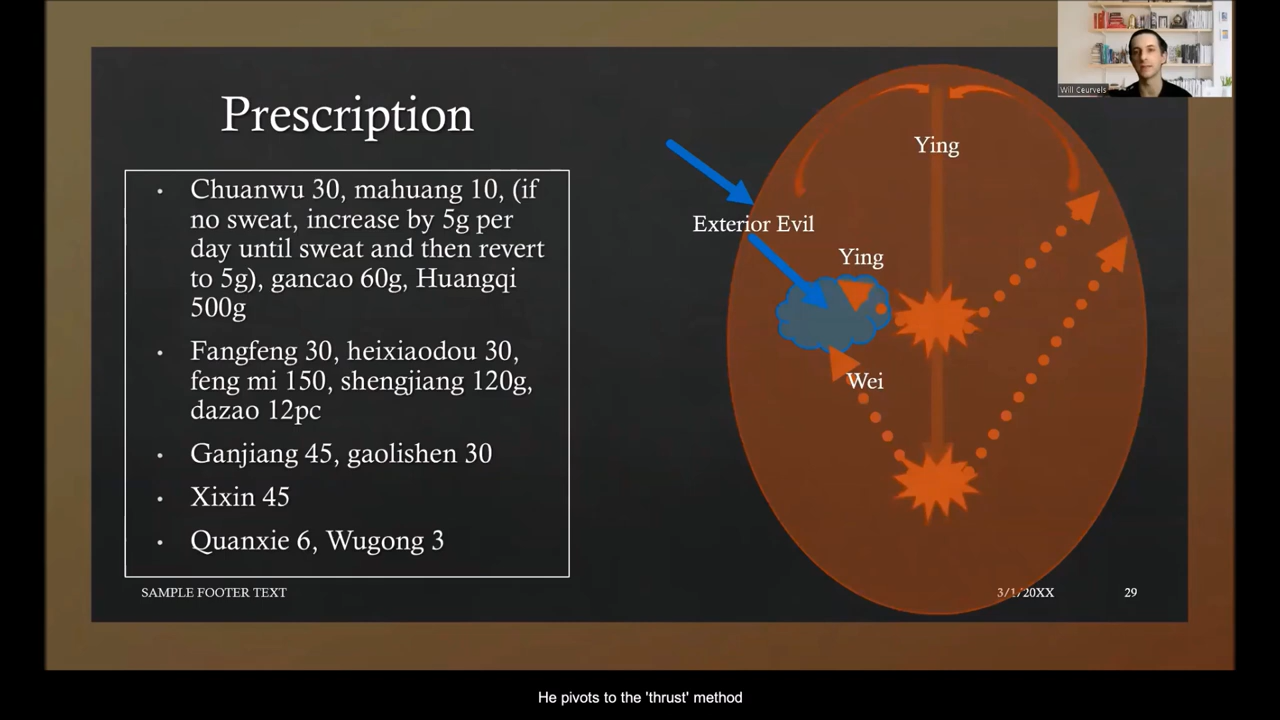 Will Ceurvels
Prescription
Ying
• Chuanwu 30, mahuang 10, (if
no sweat, increase by 5g per
day until sweat and then revert
to 5g), gancao 60g, Huangqi
500g
• Fangfeng 30, heixiaodou 30,
feng mi 150, shengjiang 120g,
dazao 12pc
• Ganjiang 45, gaolishen 30
• Xixin 45
• Quanxie 6, Wugong 3
Exterior Evil
Ying
Wei
SAMPLE FOOTER TEXT
3/1/20XX
29
He pivots to the 'thrust' method